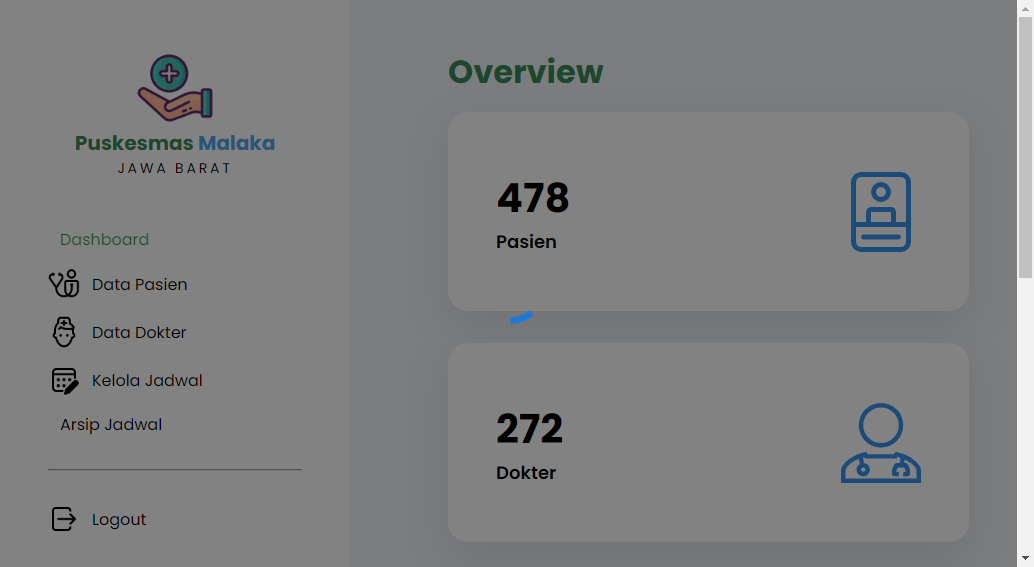 Puskesmas Malaka
JAWA BARAT
Dashboard
Data Pasien
Data Dokter
Kelola Jadwal
Arsip Jadwal
Logout
Overview
478
Pasien
272
Dokter